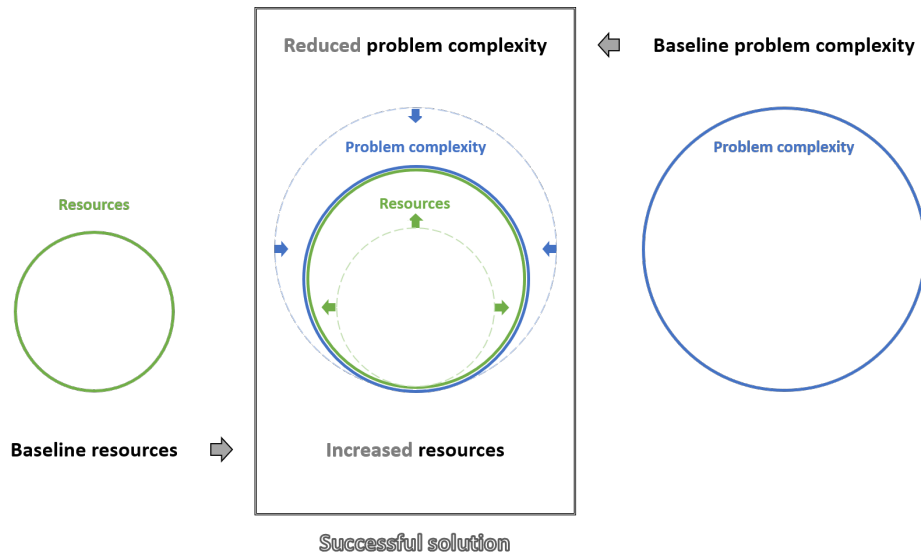 Reduced problem complexity
Baseline problem complexity
Problem complexity
Problem complexity
Resources
Resources
Baseline resources
Increased resources
Successful solution